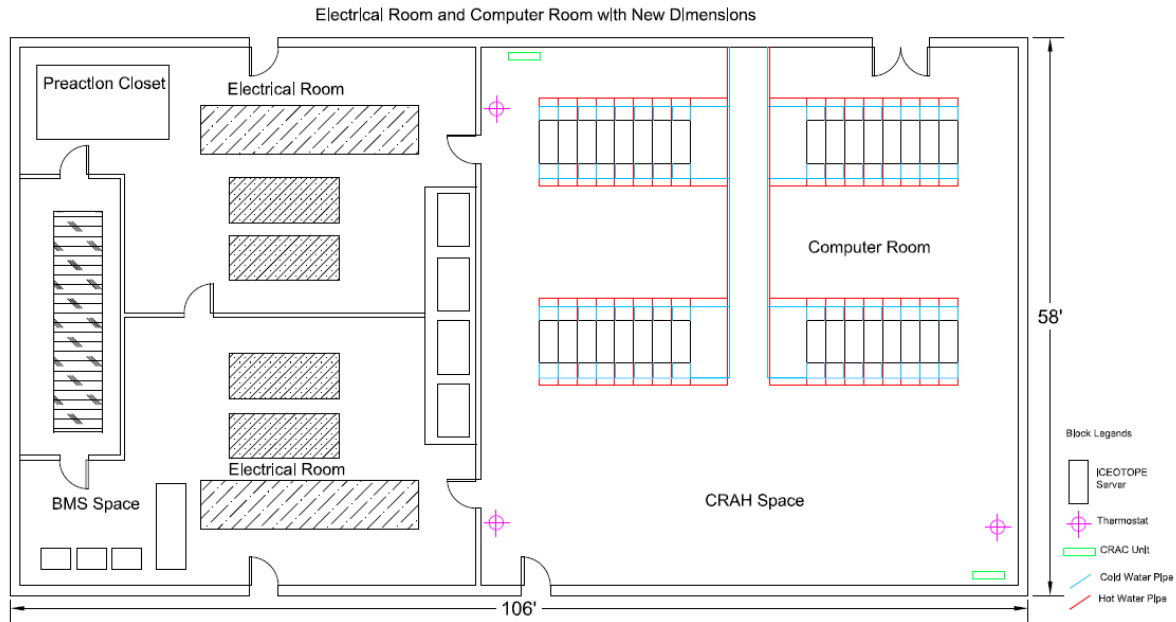 Electrical Room and Computer Room with New Dimensions
Preaction Closet
Electrical Room
Computer Room
58'
Block Legends
ICEOTOPE
Server
Electrical Room
BMS Space
CRAH Space
Thermostat
CRAC Unit
Cold Water Pipe
Hot Water Pipe
106'